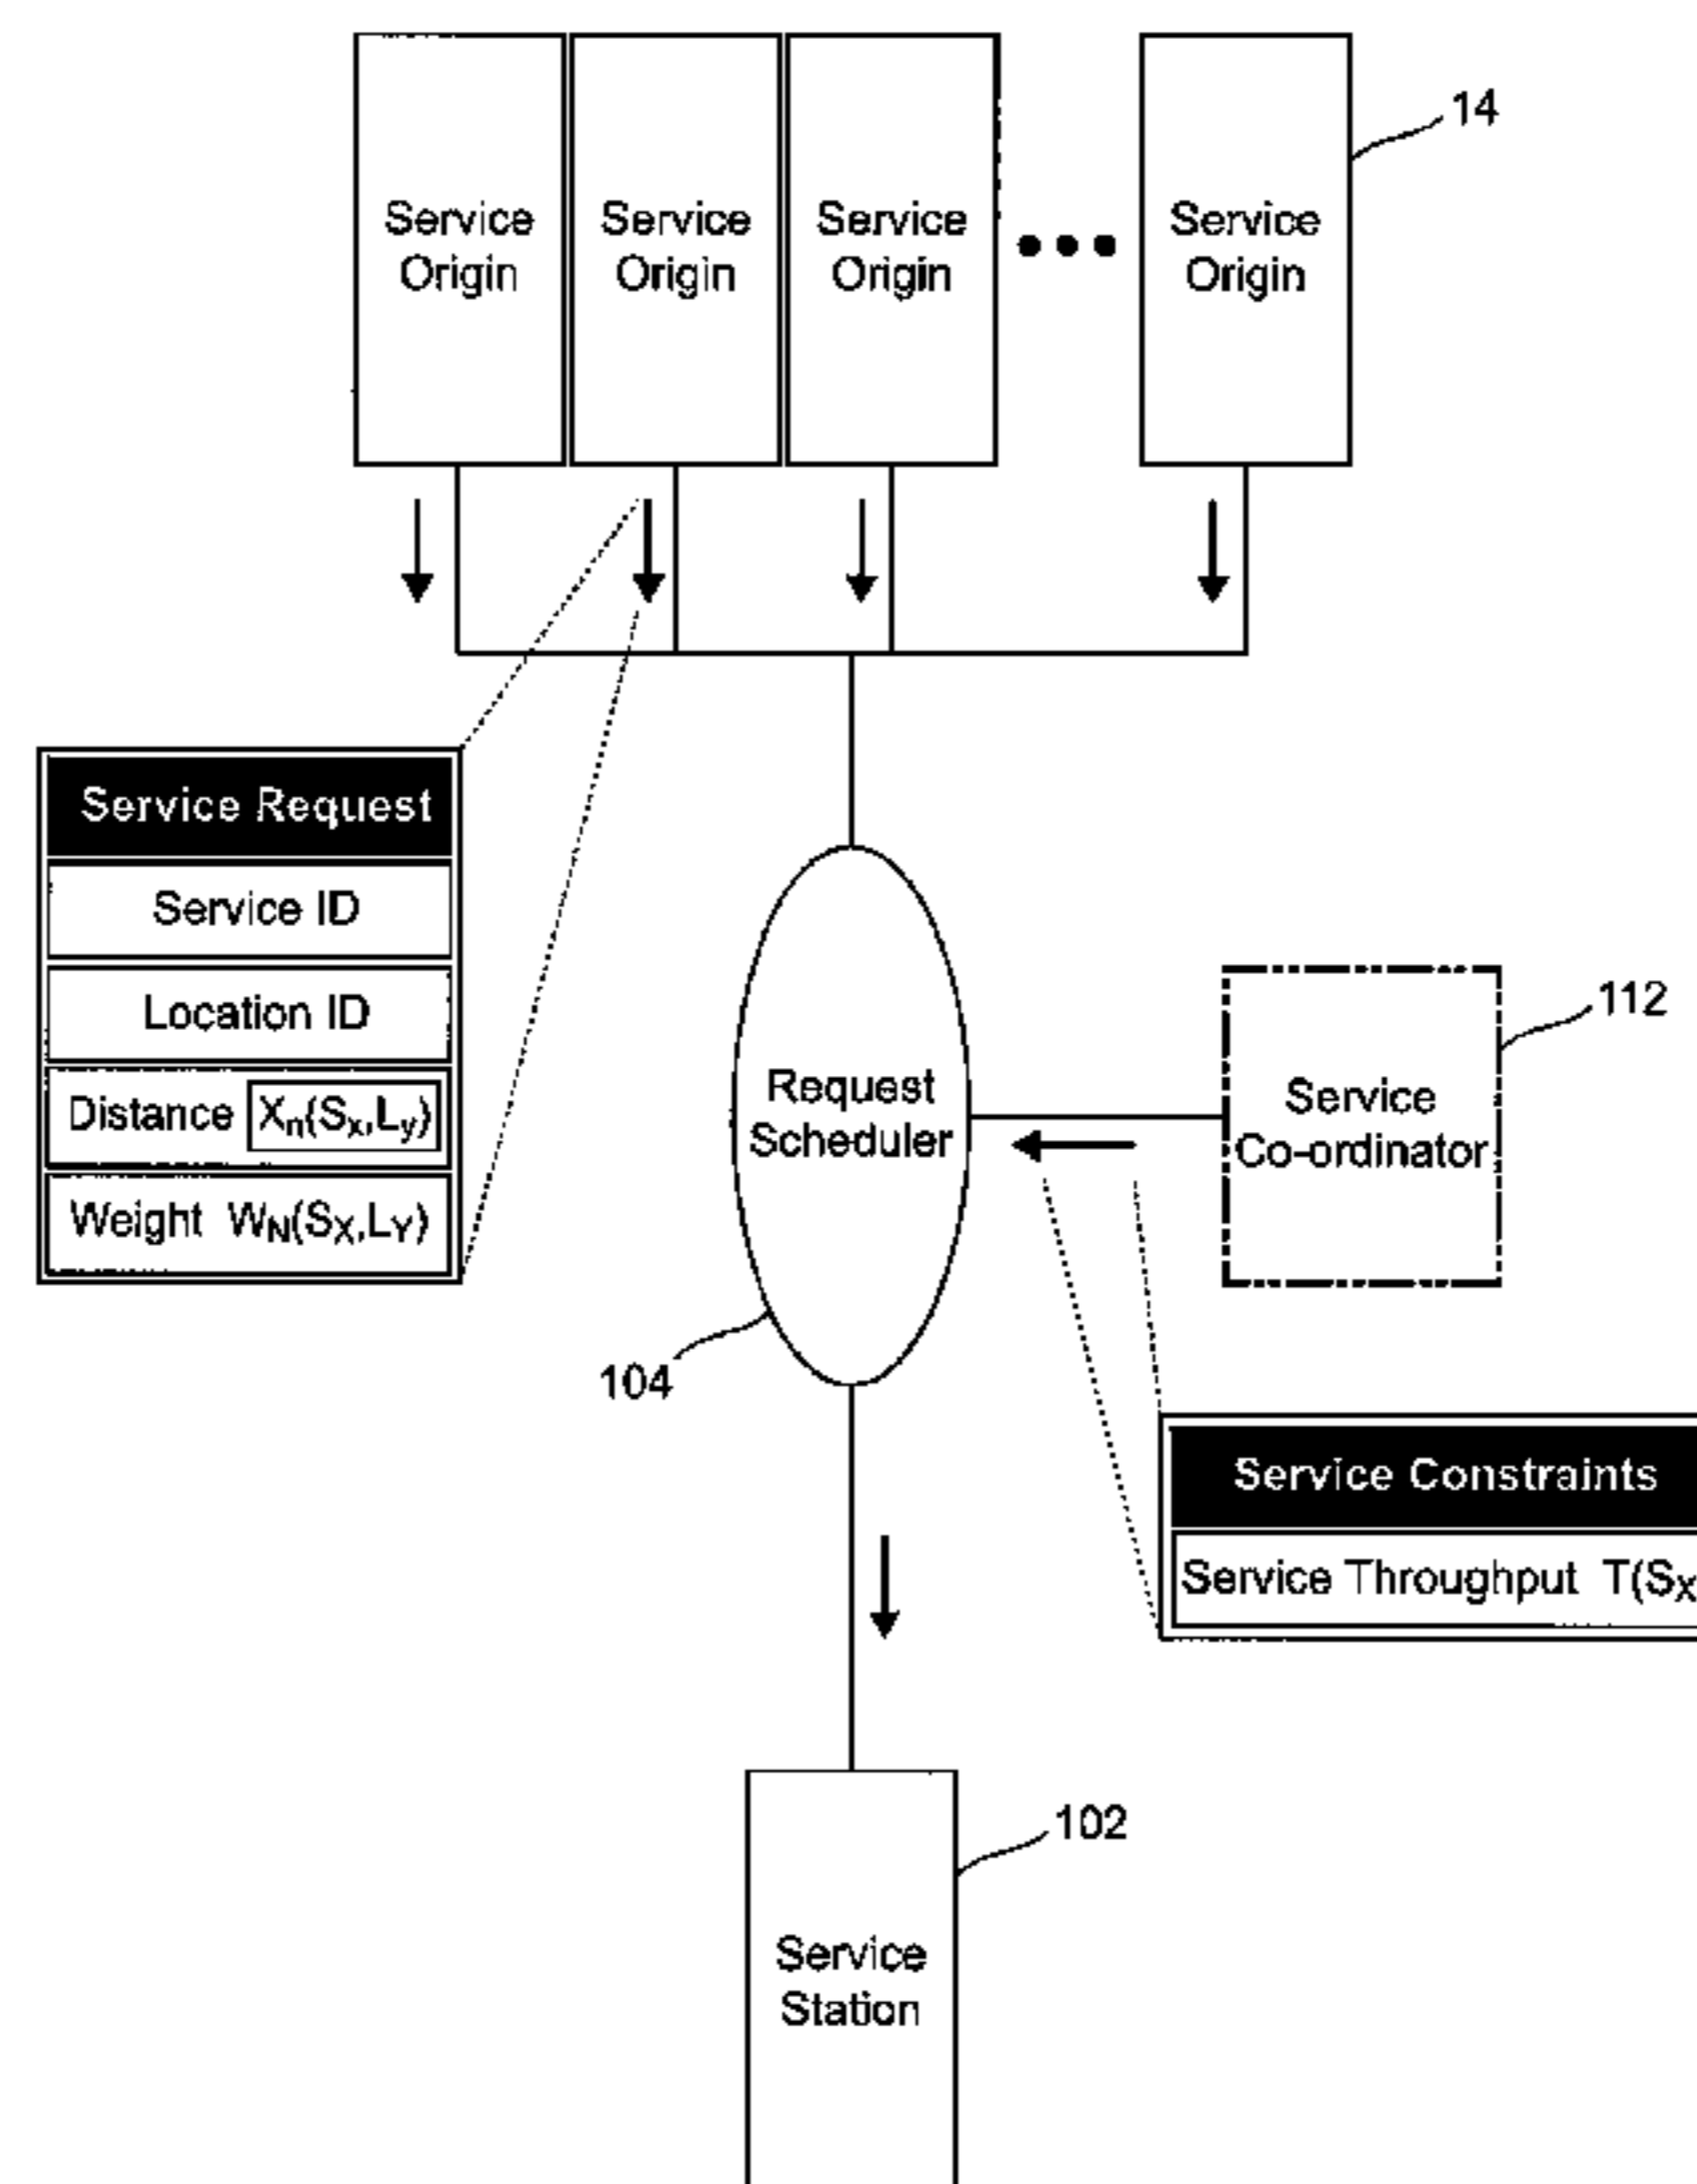 14
Service
Origin
Service
Origin
Service
Origin
Service
Origin
Service Request
Service ID
Location ID
Distance Xn(Sx,Ly)
Weight WN(SX,LY)
Request
Scheduler
104
112
Service
Co-ordinator
Service Constraints
Service Throughput T(SX
102
Service
Station